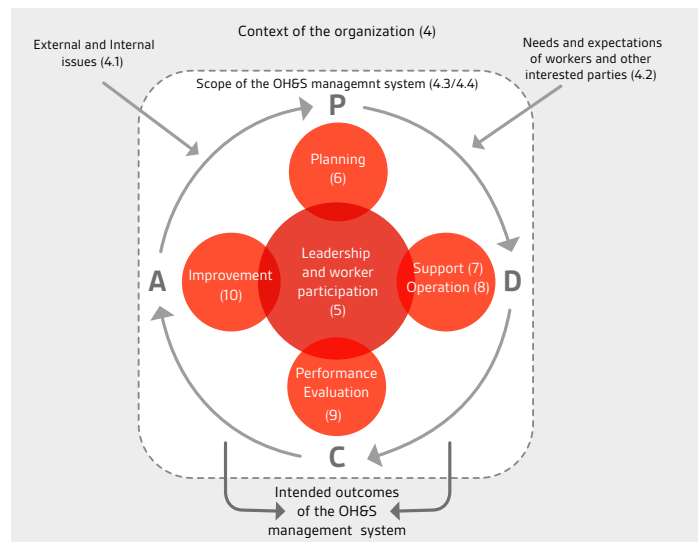 Context of the organization (4)
External and Internal
issues (4.1)
Needs and expectations
of workers and other
interested parties (4.2)
Scope of the OH&S managemnt system (4.3/4.4)
P
Planning
(6)
A
Improvement
(10)
Leadership
and worker
participation
(5)
Support (7)
Operation (8)
D
Performance
Evaluation
(9)
C
Intended outcomes
of the OH&S
management system